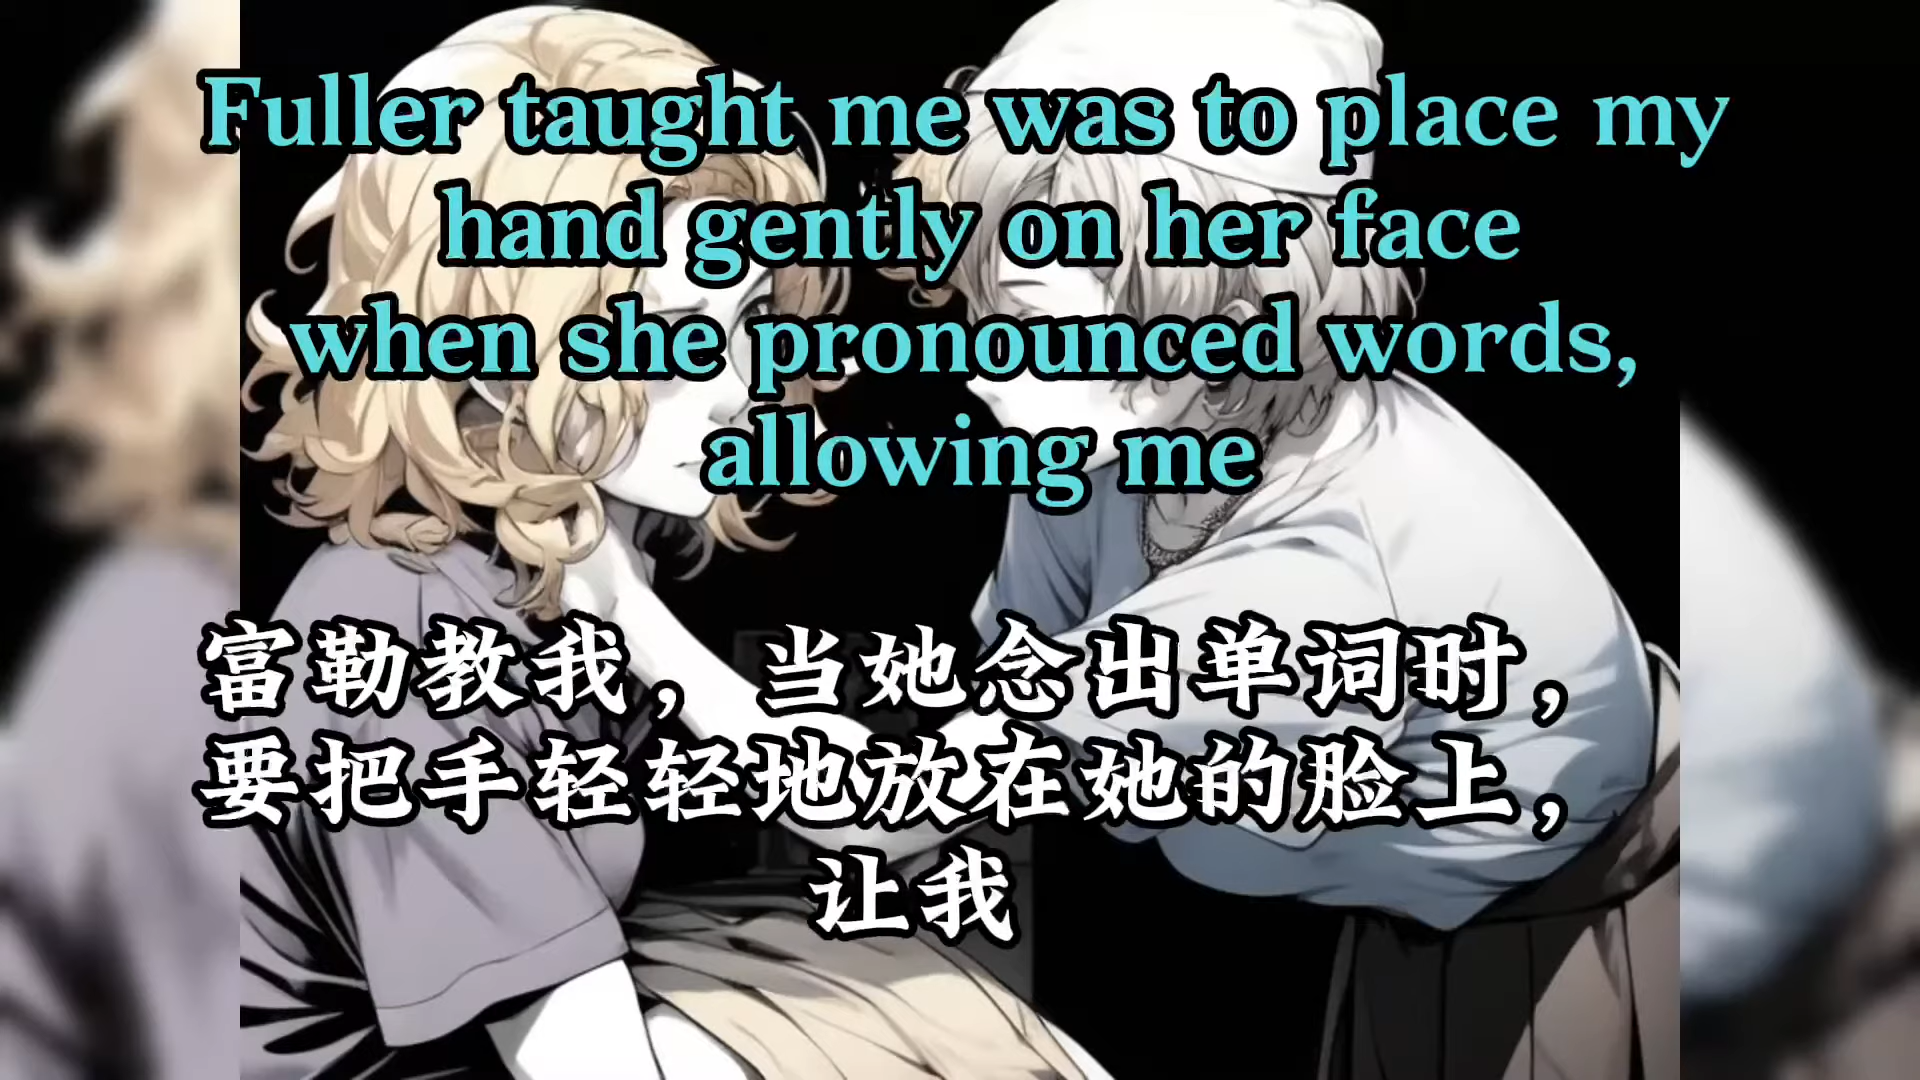 Fuller taught me was to place my
hand gently on her face
when she pronounced words,
allowing me
富勒教我，当她念出单词时，
要把手轻轻地放在她的脸上，
让我